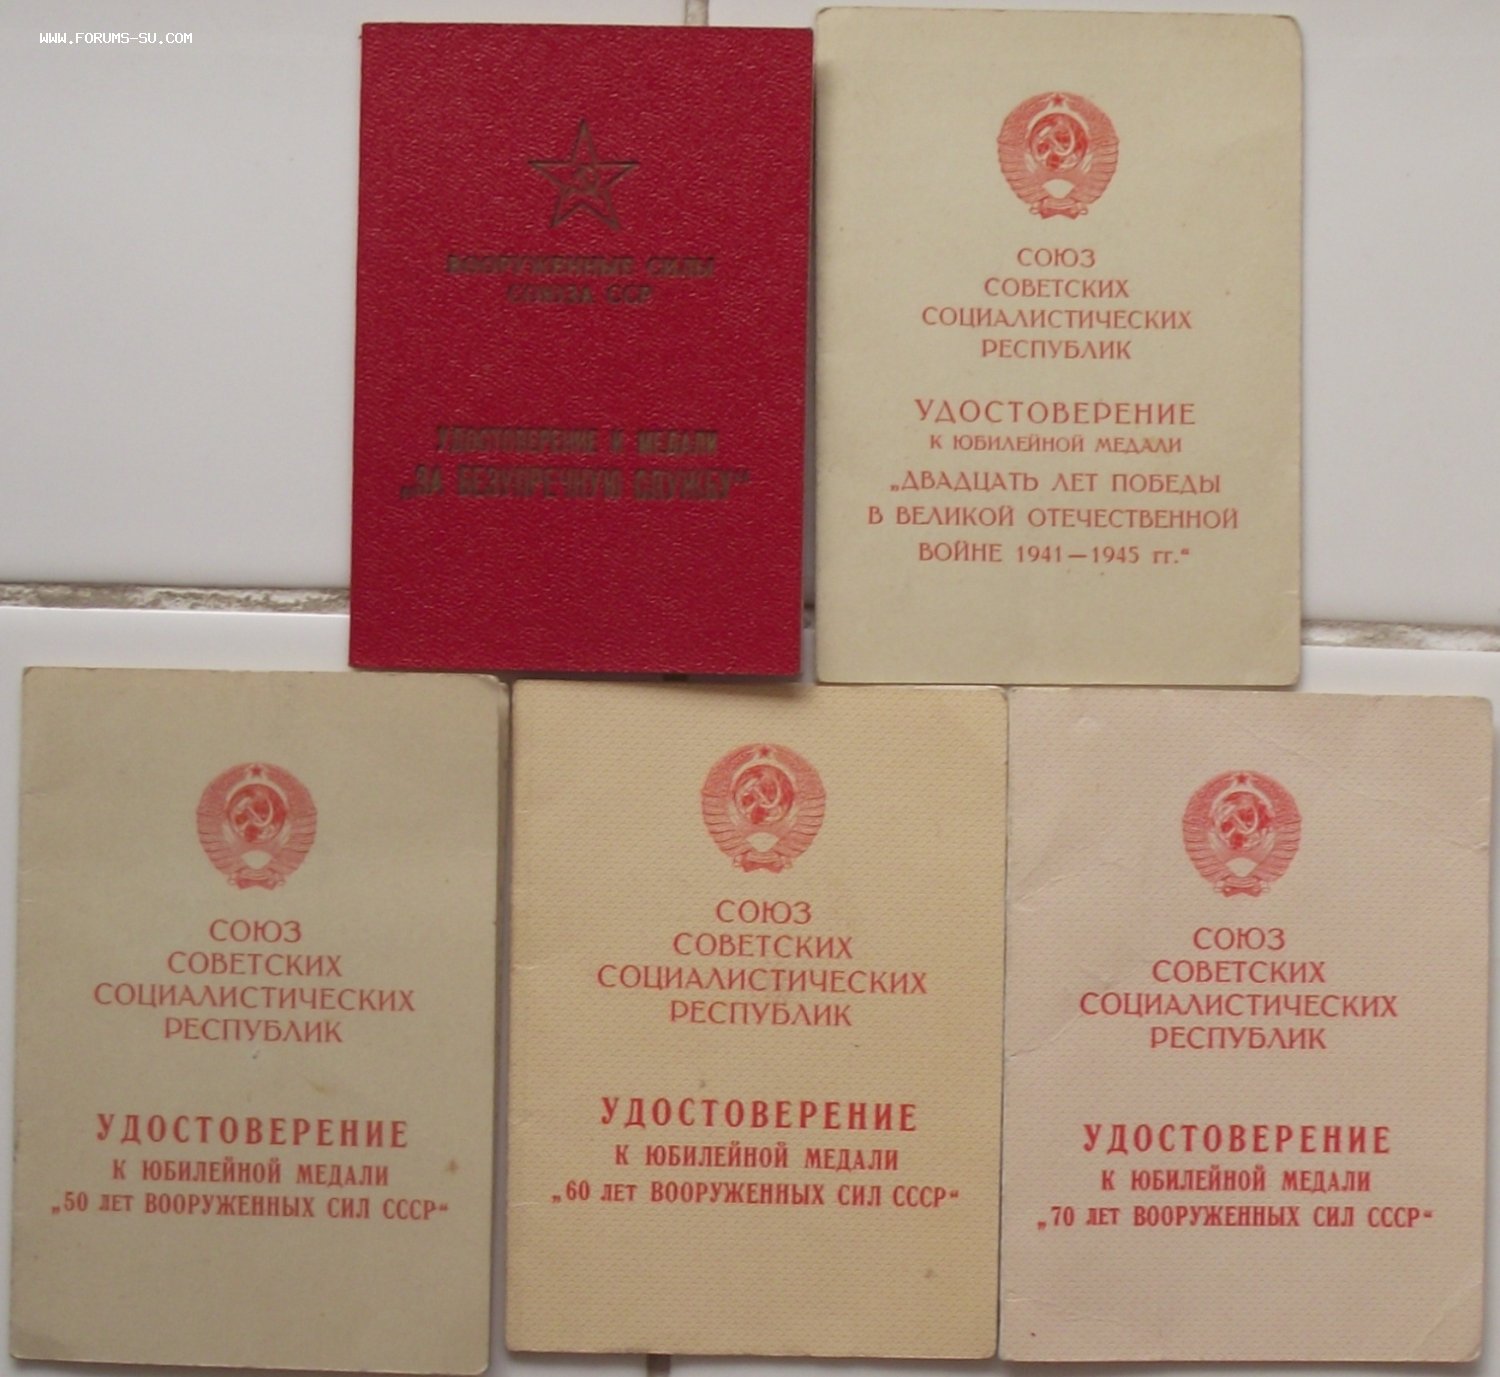 WWW.FORUMS-SU.COM
ВООРУЖЕННЫЕ СИЛЫ
СОЮЗА ССР
УДОСТОВЕРЕНИЕ К МЕДАЛИ
„ЗА БЕЗУПРЕЧНУЮ СЛУЖБУ“
СОЮЗ
СОВЕТСКИХ
СОЦИАЛИСТИЧЕСКИХ
РЕСПУБЛИК
УДОСТОВЕРЕНИЕ
К ЮБИЛЕЙНОЙ МЕДАЛИ
„ДВАДЦАТЬ ЛЕТ ПОБЕДЫ
В ВЕЛИКОЙ ОТЕЧЕСТВЕННОЙ
ВОЙНЕ 1941—1945 гг.“
СОЮЗ
СОВЕТСКИХ
СОЦИАЛИСТИЧЕСКИХ
РЕСПУБЛИК
УДОСТОВЕРЕНИЕ
К ЮБИЛЕЙНОЙ МЕДАЛИ
„50 ЛЕТ ВООРУЖЕННЫХ СИЛ СССР“
СОЮЗ
СОВЕТСКИХ
СОЦИАЛИСТИЧЕСКИХ
РЕСПУБЛИК
УДОСТОВЕРЕНИЕ
К ЮБИЛЕЙНОЙ МЕДАЛИ
„60 ЛЕТ ВООРУЖЕННЫХ СИЛ СССР“
СОЮЗ
СОВЕТСКИХ
СОЦИАЛИСТИЧЕСКИХ
РЕСПУБЛИК
УДОСТОВЕРЕНИЕ
К ЮБИЛЕЙНОЙ МЕДАЛИ
„70 ЛЕТ ВООРУЖЕННЫХ СИЛ СССР“